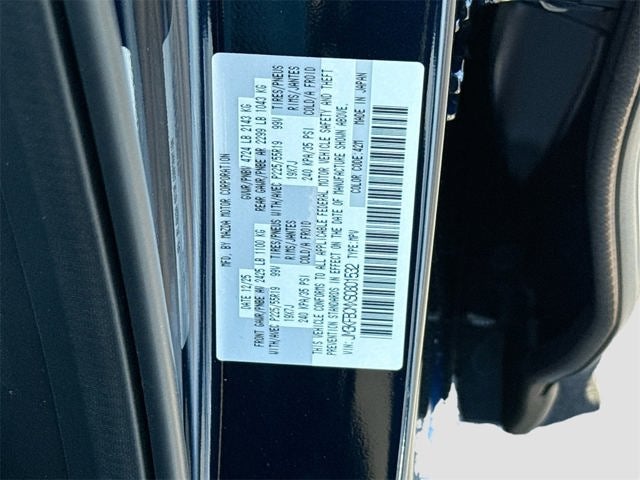 MFD. BY MAZDA MOTOR CORPORATION
DATE 12/25 GVWR/PNBV 4724 LB 2143 KG
FRONT GAWR/PNBE AV 2425 LB 1100 KG REAR GAWR/PNBE AR 2299 LB 1043 KG
WITH/AVEC P225/55R19 99V TIRES/PNEUS WITH/AVEC P225/55R19 99V TIRES/PNEUS
19X7J RIMS/JANTES 19X7J RIMS/JANTES
240 KPA/35 PSI COLD/A FROID 240 KPA/35 PSI COLD/A FROID
THIS VEHICLE CONFORMS TO ALL APPLICABLE FEDERAL MOTOR VEHICLE SAFETY AND THEFT
PREVENTION STANDARDS IN EFFECT ON THE DATE OF MANUFACTURE SHOWN ABOVE.
VIN: TYPE:MPV COLOR CODE:42M MADE IN JAPAN